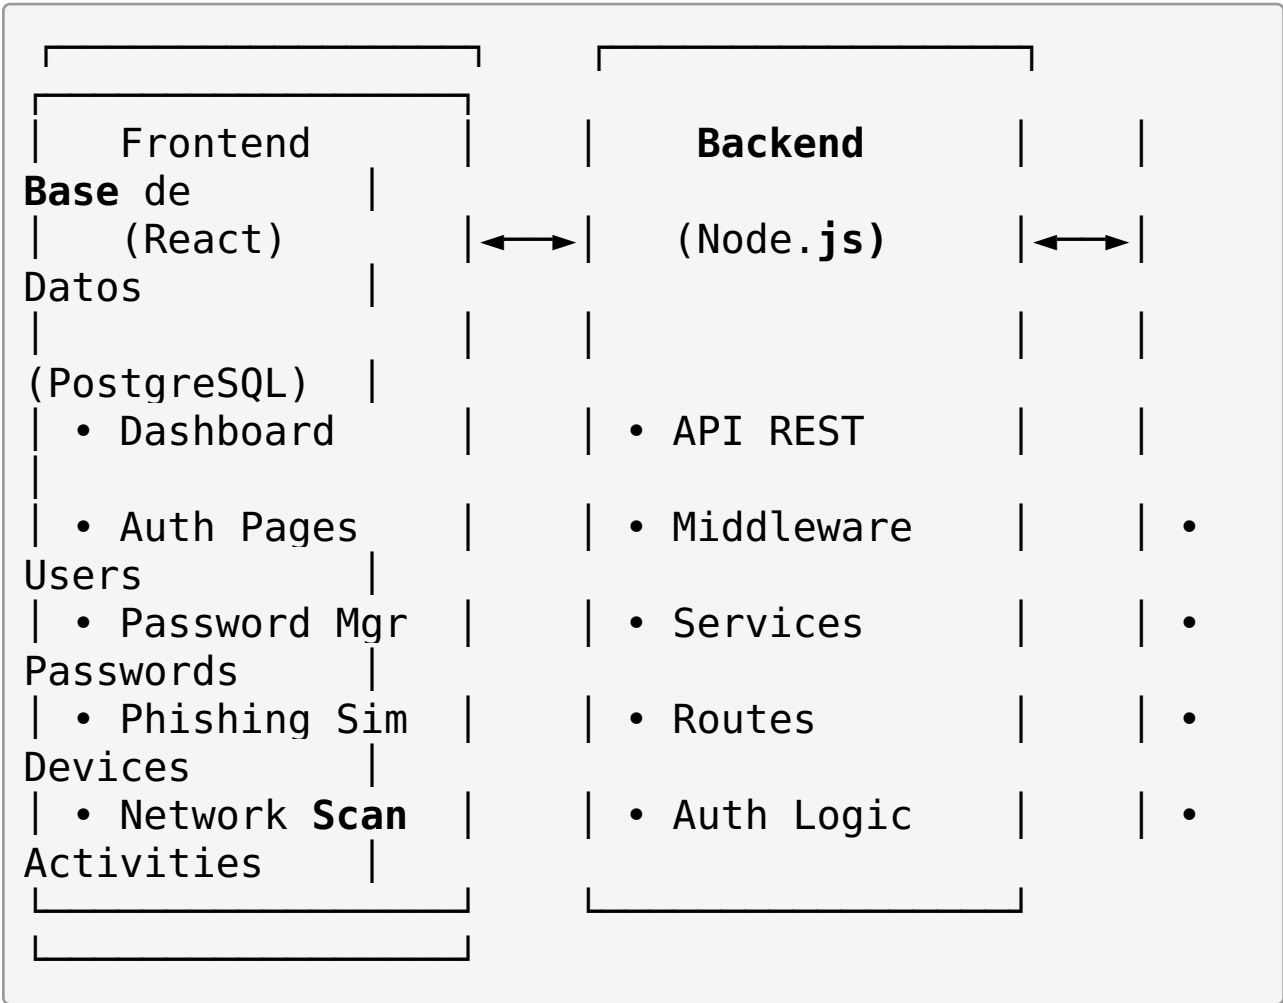 ┌─────────────────┐    ┌─────────────────┐
┌─────────────────┐
│   Frontend      │    │    Backend      │    │
Base de       │
│   (React)       │◄──►│   (Node.js)     │◄──►│
Datos         │
│                 │    │                 │    │
(PostgreSQL)  │
│ • Dashboard     │    │ • API REST      │    │
│
│ • Auth Pages    │    │ • Middleware    │    │ •
Users         │
│ • Password Mgr  │    │ • Services      │    │ •
Passwords     │
│ • Phishing Sim  │    │ • Routes        │    │ •
Devices       │
│ • Network Scan  │    │ • Auth Logic    │    │ •
Activities    │
└─────────────────┘    └─────────────────┘
└─────────────────┘